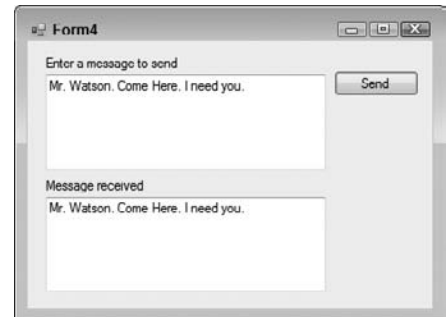 Form4
Enter a message to send
Mr. Watson. Come Here. I need you.
Send
Message received
Mr. Watson. Come Here. I need you.